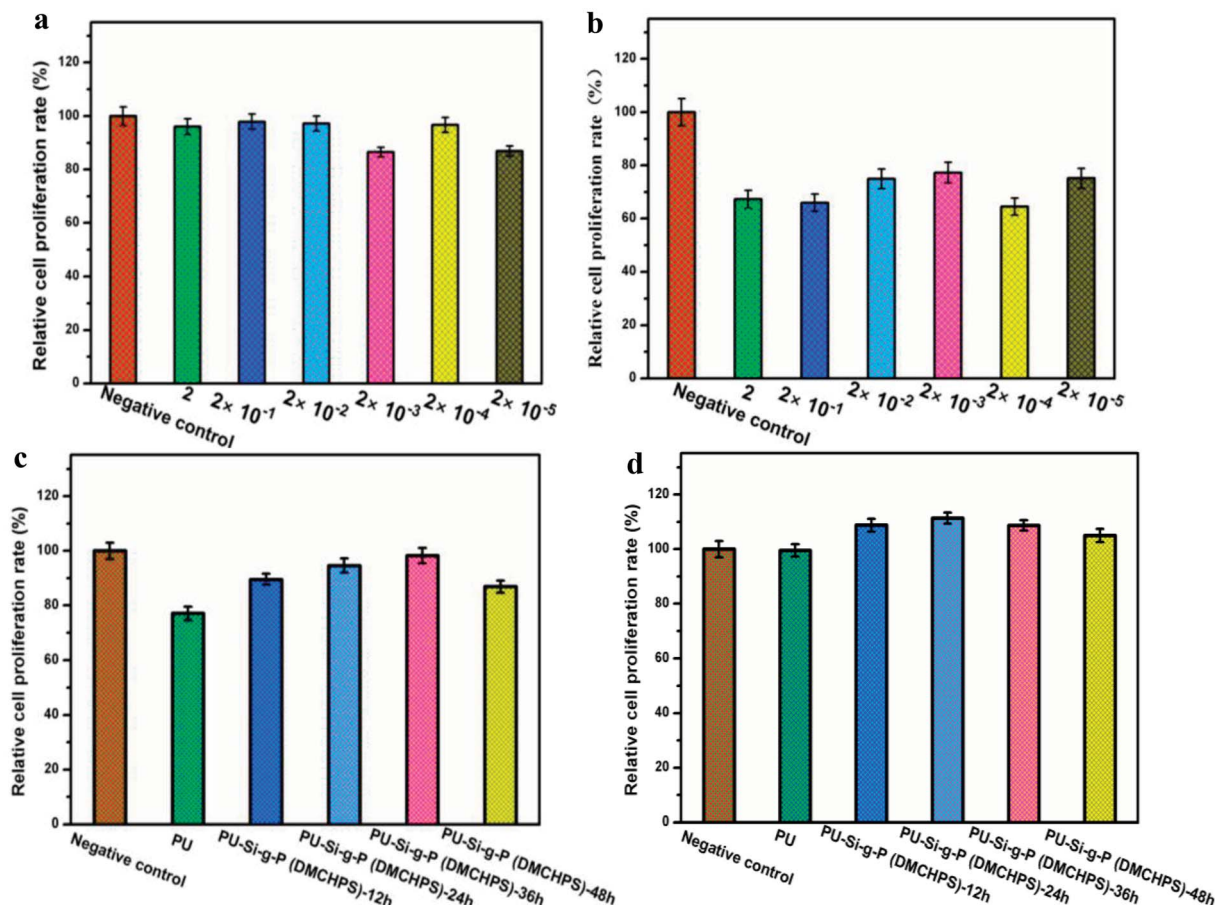 a
Relative cell proliferation rate (%)
120
100
80
60
40
20
0
Negative control
2
2× 10-1
2× 10-2
2× 10-3
2× 10-4
2× 10-5
b
Relative cell proliferation rate (%)
120
100
80
60
40
20
0
Negative control
2
2× 10-1
2× 10-2
2× 10-3
2× 10-4
2× 10-5
c
Relative cell proliferation rate (%)
120
100
80
60
40
20
0
Negative control
PU
PU-Si-g-P (DMCHPS)-12h
PU-Si-g-P (DMCHPS)-24h
PU-Si-g-P (DMCHPS)-36h
PU-Si-g-P (DMCHPS)-48h
d
Relative cell proliferation rate (%)
120
100
80
60
40
20
0
Negative control
PU
PU-Si-g-P (DMCHPS)-12h
PU-Si-g-P (DMCHPS)-24h
PU-Si-g-P (DMCHPS)-36h
PU-Si-g-P (DMCHPS)-48h